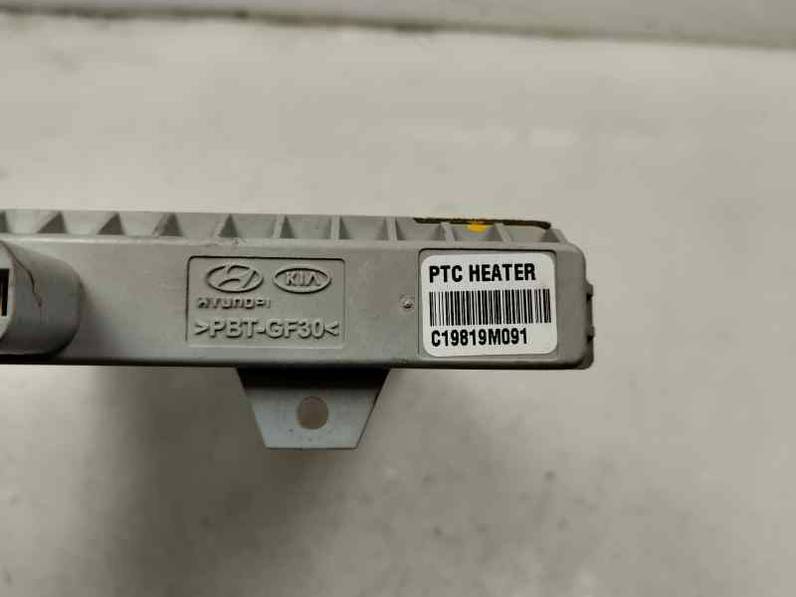 KIA
HYUNDAI
>PBT-GF30<
PTC HEATER
C19819M091